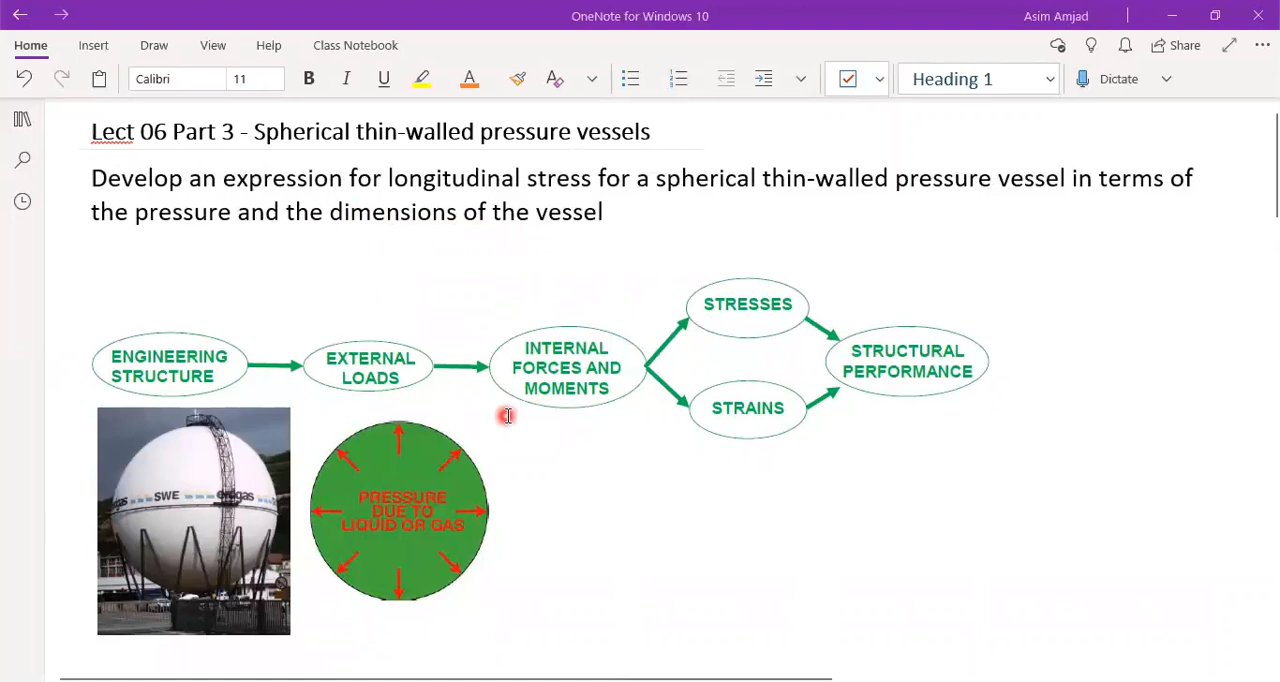 OneNote for Windows 10
Asim Amjad
Home Insert Draw View Help Class Notebook
Share
Calibri 11 B I U A A Heading 1 Dictate
Lect 06 Part 3 - Spherical thin-walled pressure vessels
Develop an expression for longitudinal stress for a spherical thin-walled pressure vessel in terms of
the pressure and the dimensions of the vessel
ENGINEERING
STRUCTURE
EXTERNAL
LOADS
INTERNAL
FORCES AND
MOMENTS
STRESSES
STRAINS
STRUCTURAL
PERFORMANCE
SWE
PRESSURE
DUE TO
LIQUID OR GAS